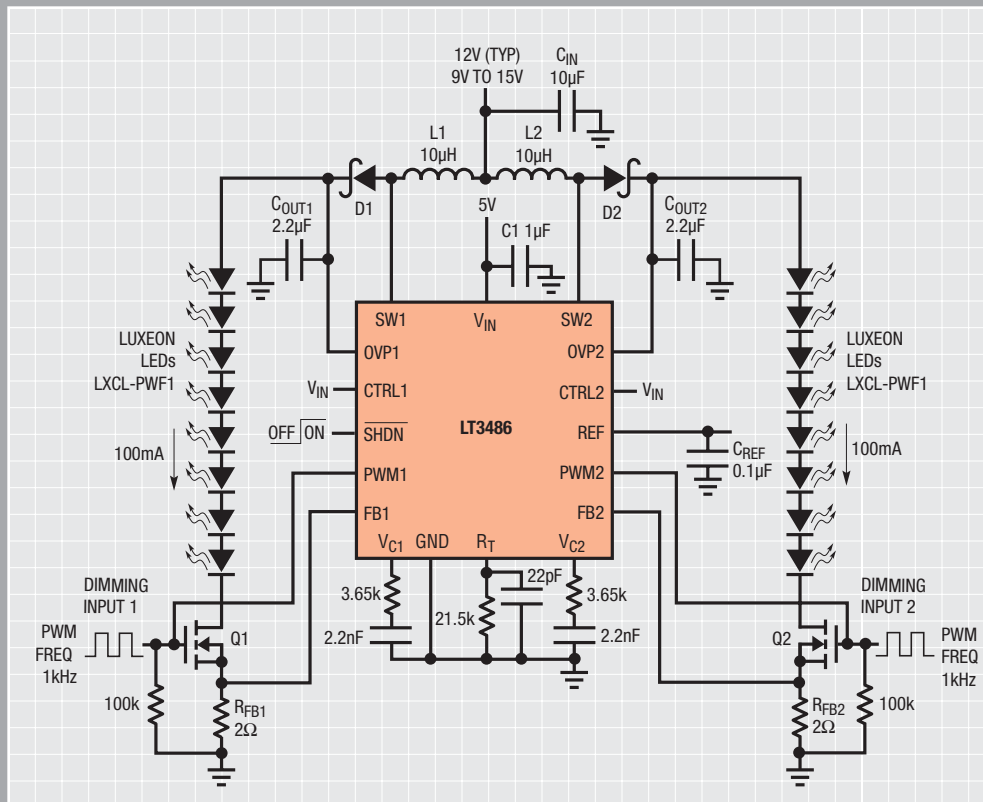 12V (TYP)
9V TO 15V
CIN
10µF
L1
10µH
L2
10µH
D1
D2
5V
COUT1
2.2µF
COUT2
2.2µF
C1 1µF
SW1
VIN
SW2
LUXEON
LEDs
LXCL-PWF1
OVP1
OVP2
LUXEON
LEDs
LXCL-PWF1
VIN
CTRL1
CTRL2
VIN
LT3486
OFF ON
SHDN
REF
CREF
0.1µF
100mA
100mA
PWM1
PWM2
FB1
FB2
VC1
GND
RT
VC2
22pF
3.65k
21.5k
3.65k
2.2nF
2.2nF
DIMMING
INPUT 1
DIMMING
INPUT 2
PWM
FREQ
1kHz
Q1
Q2
PWM
FREQ
1kHz
100k
RFB1
2Ω
RFB2
2Ω
100k